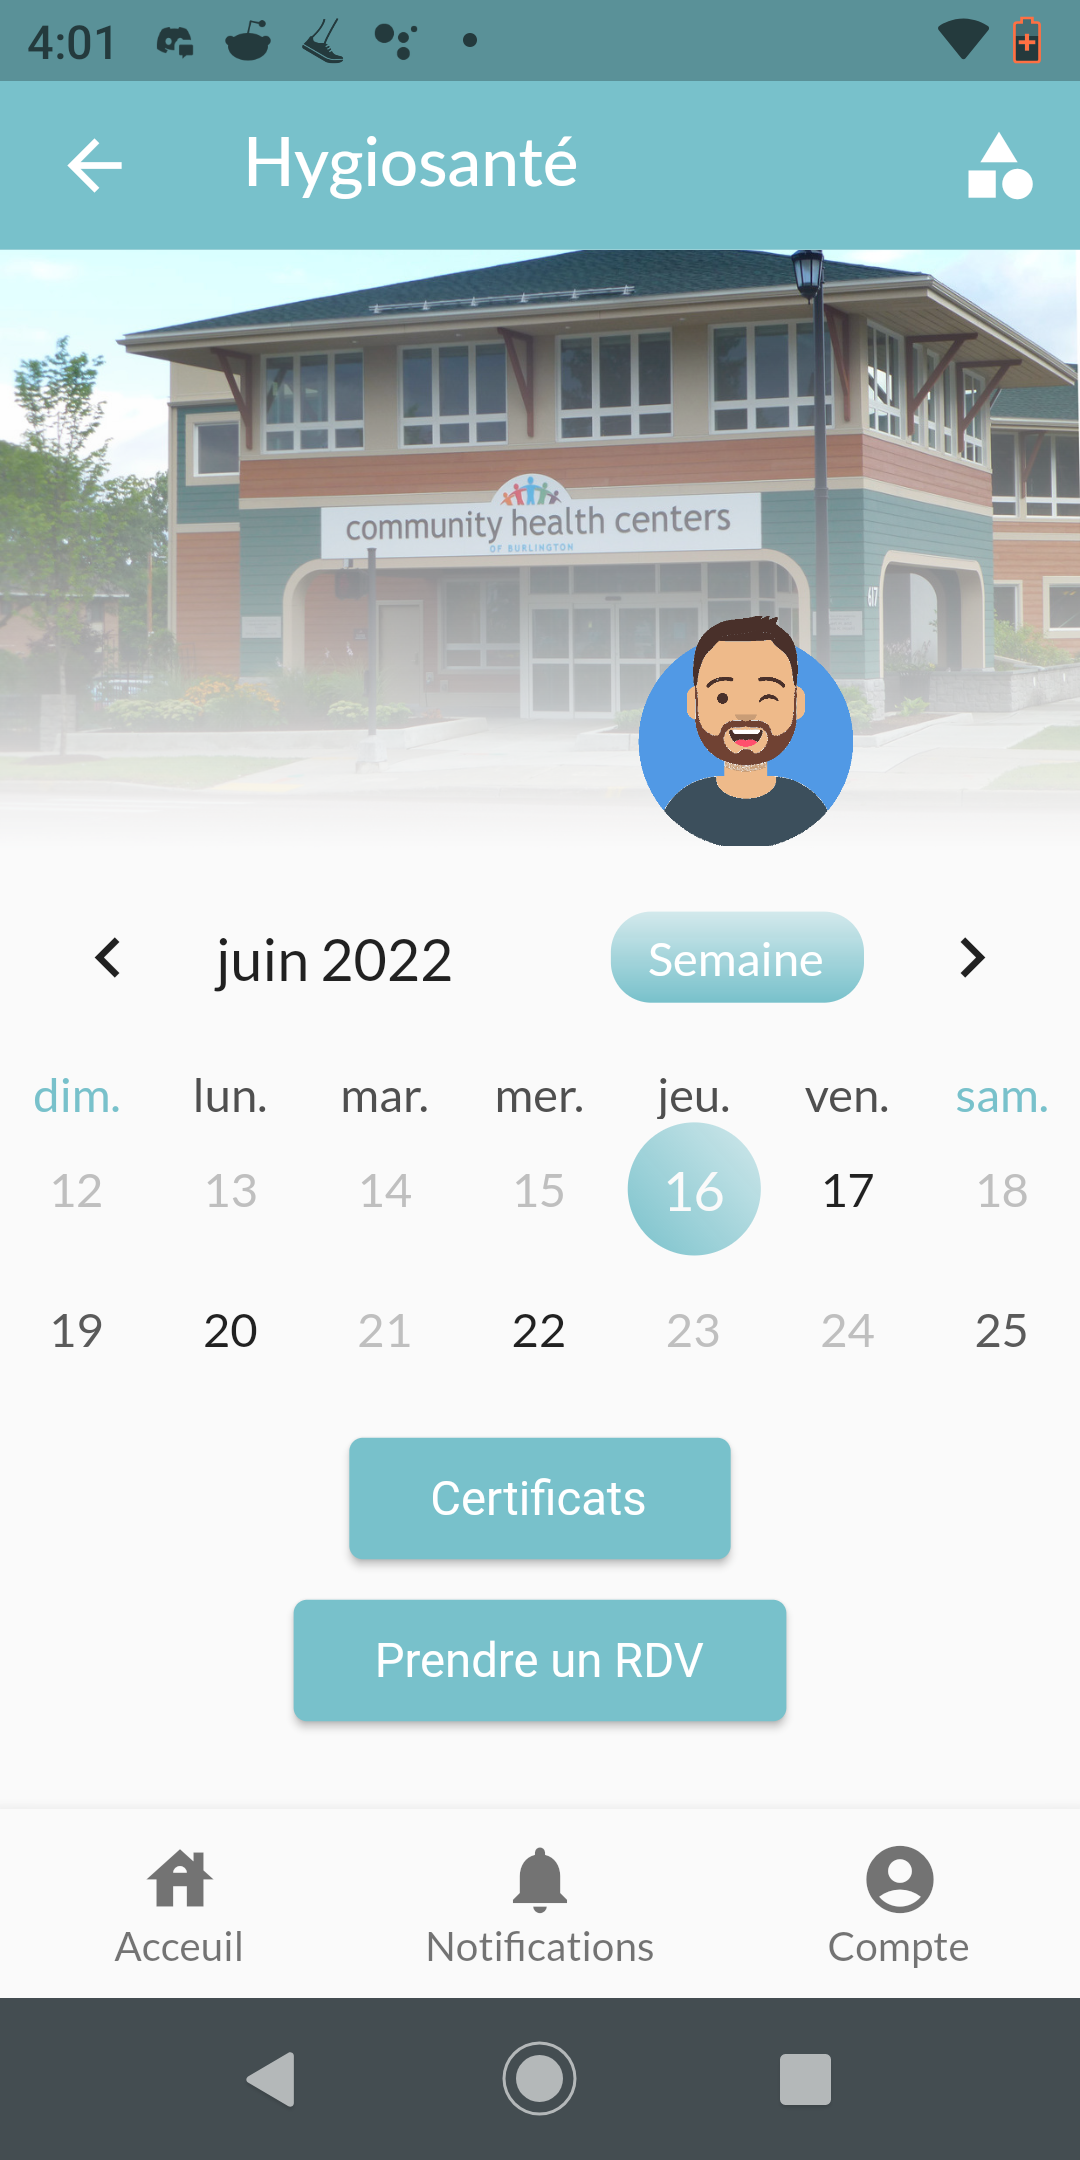 4:01
Hygiosanté
community health centers
OF BURLINGTON
617
juin 2022
Semaine
dim. lun. mar. mer. jeu. ven. sam.
12 13 14 15 16 17 18
19 20 21 22 23 24 25
Certificats
Prendre un RDV
Acceuil Notifications Compte